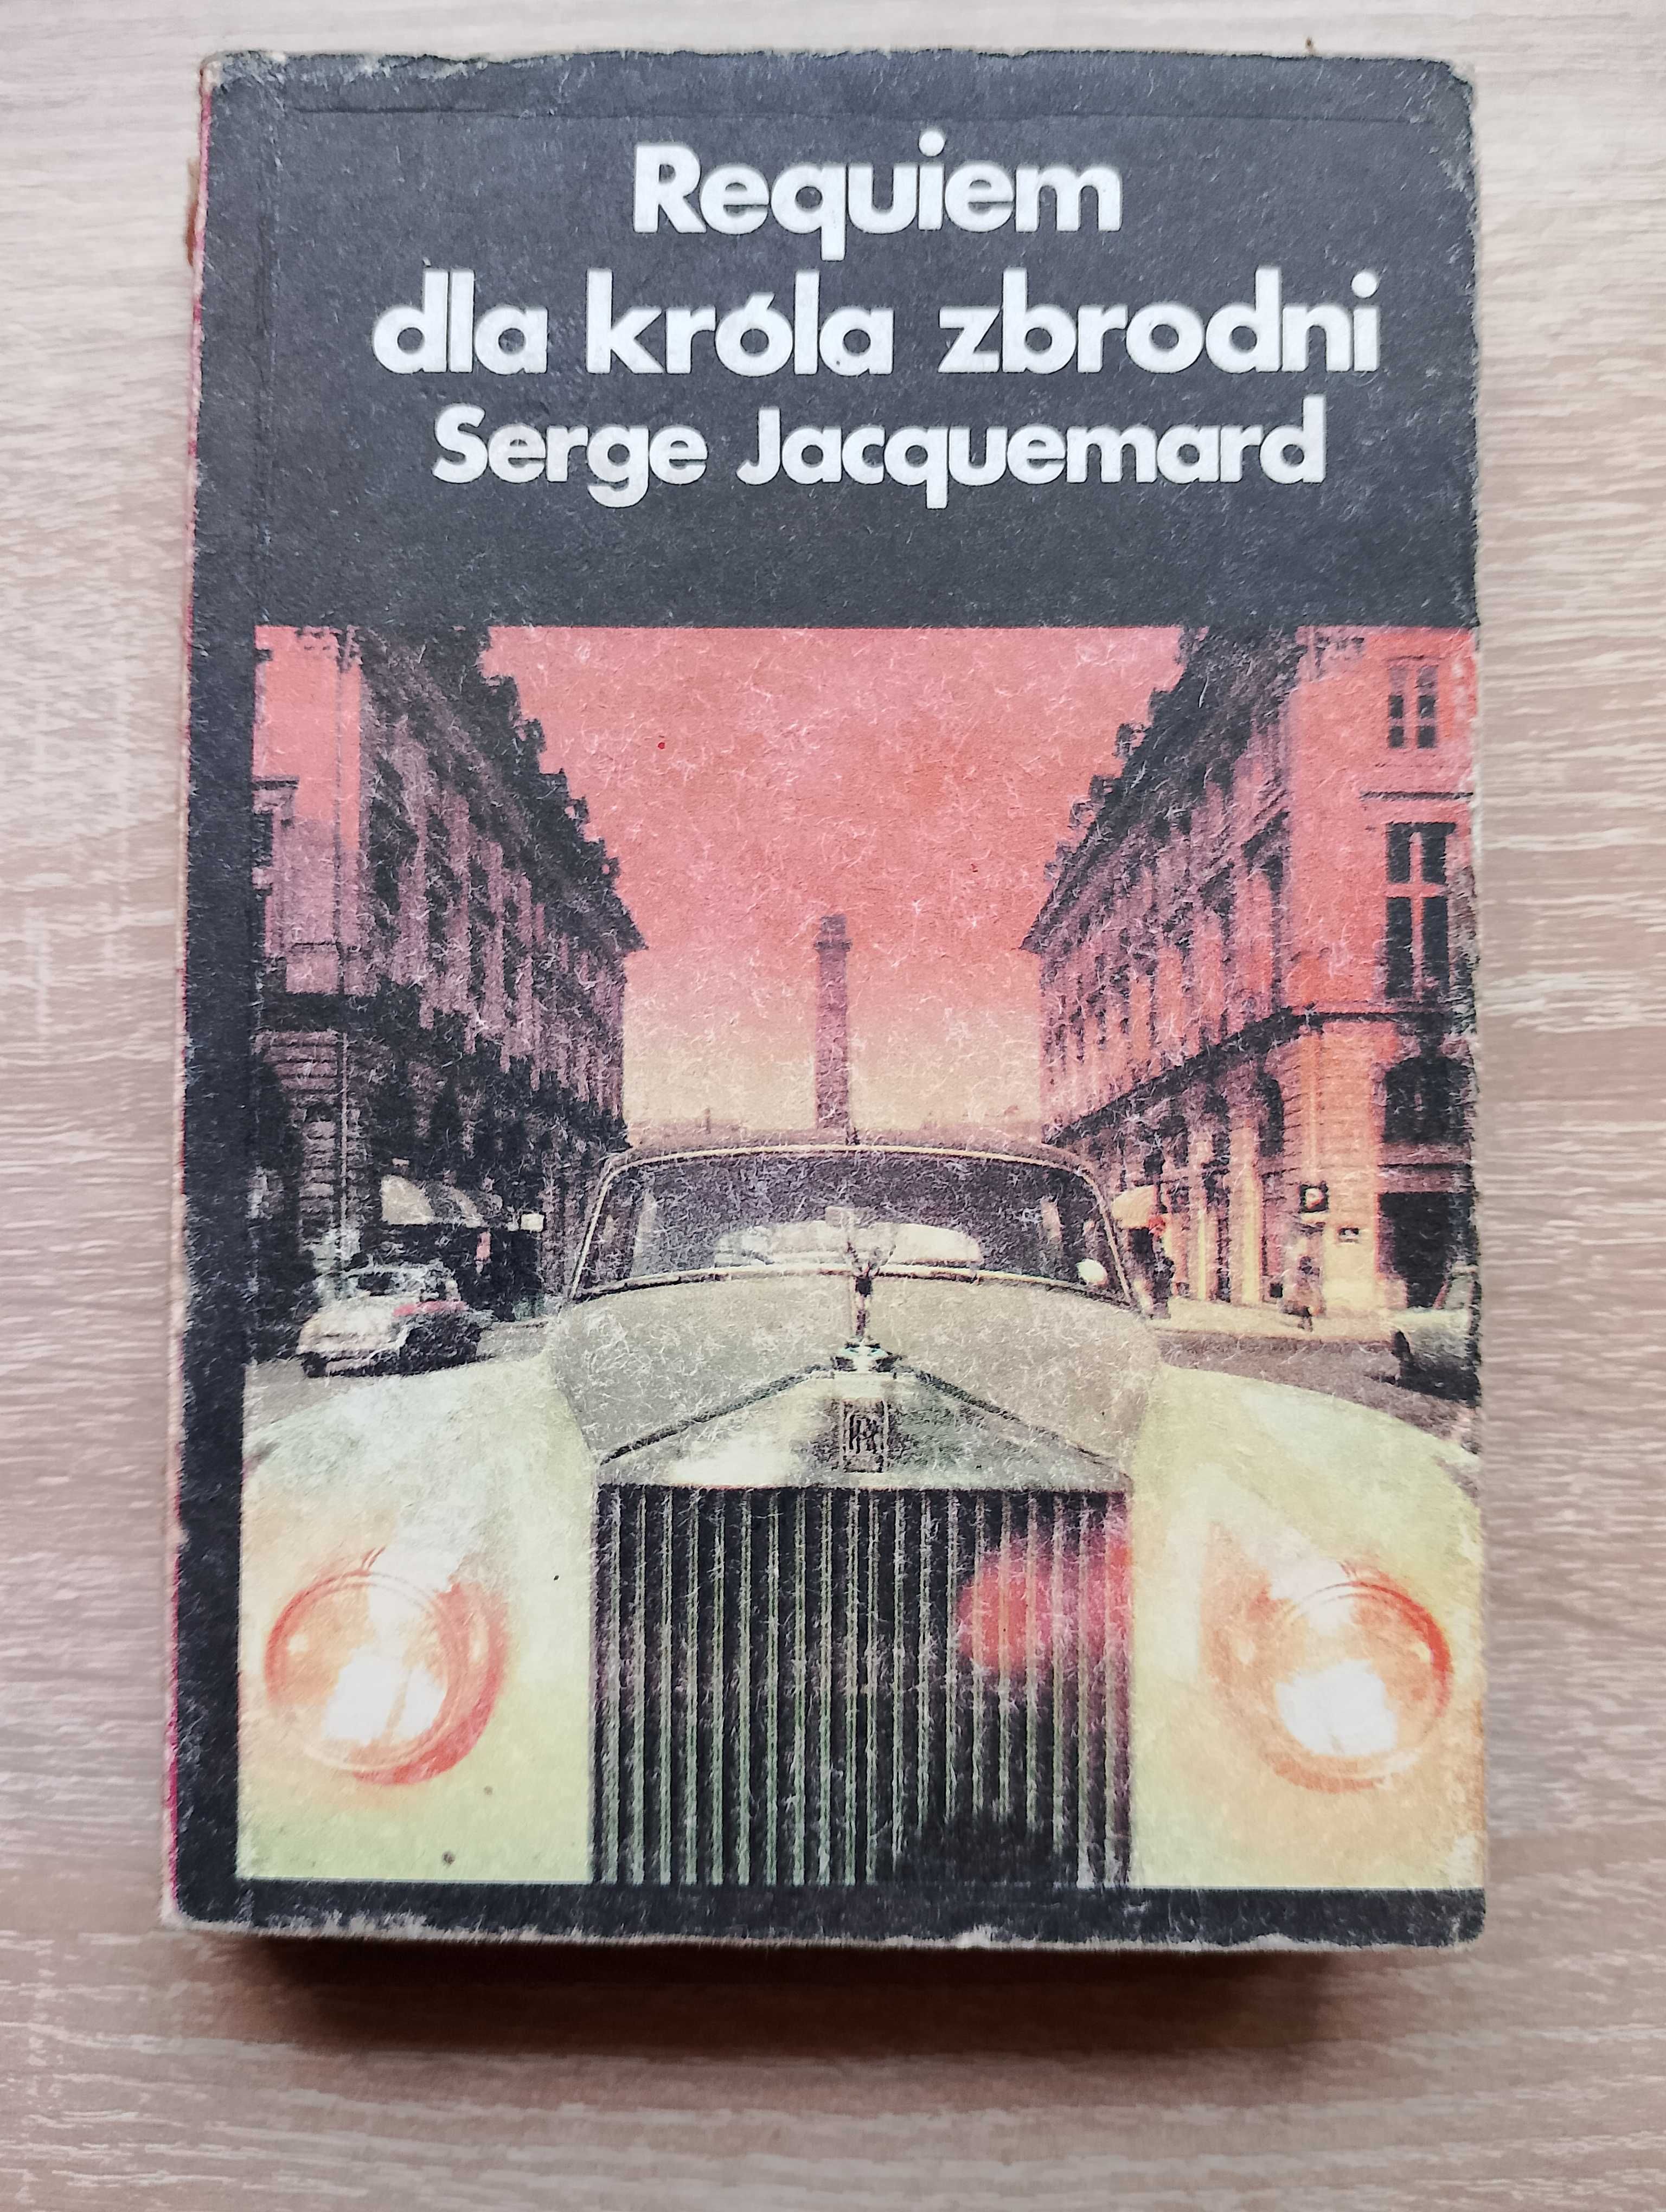 Requiem
dla króla zbrodni
Serge Jacquemard